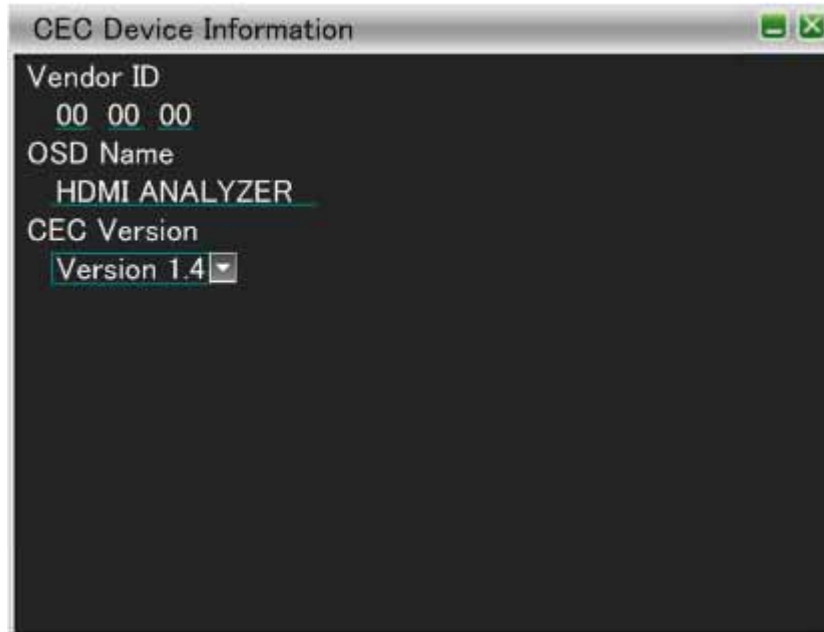 CEC Device Information
Vendor ID
00 00 00
OSD Name
HDMI ANALYZER
CEC Version
Version 1.4